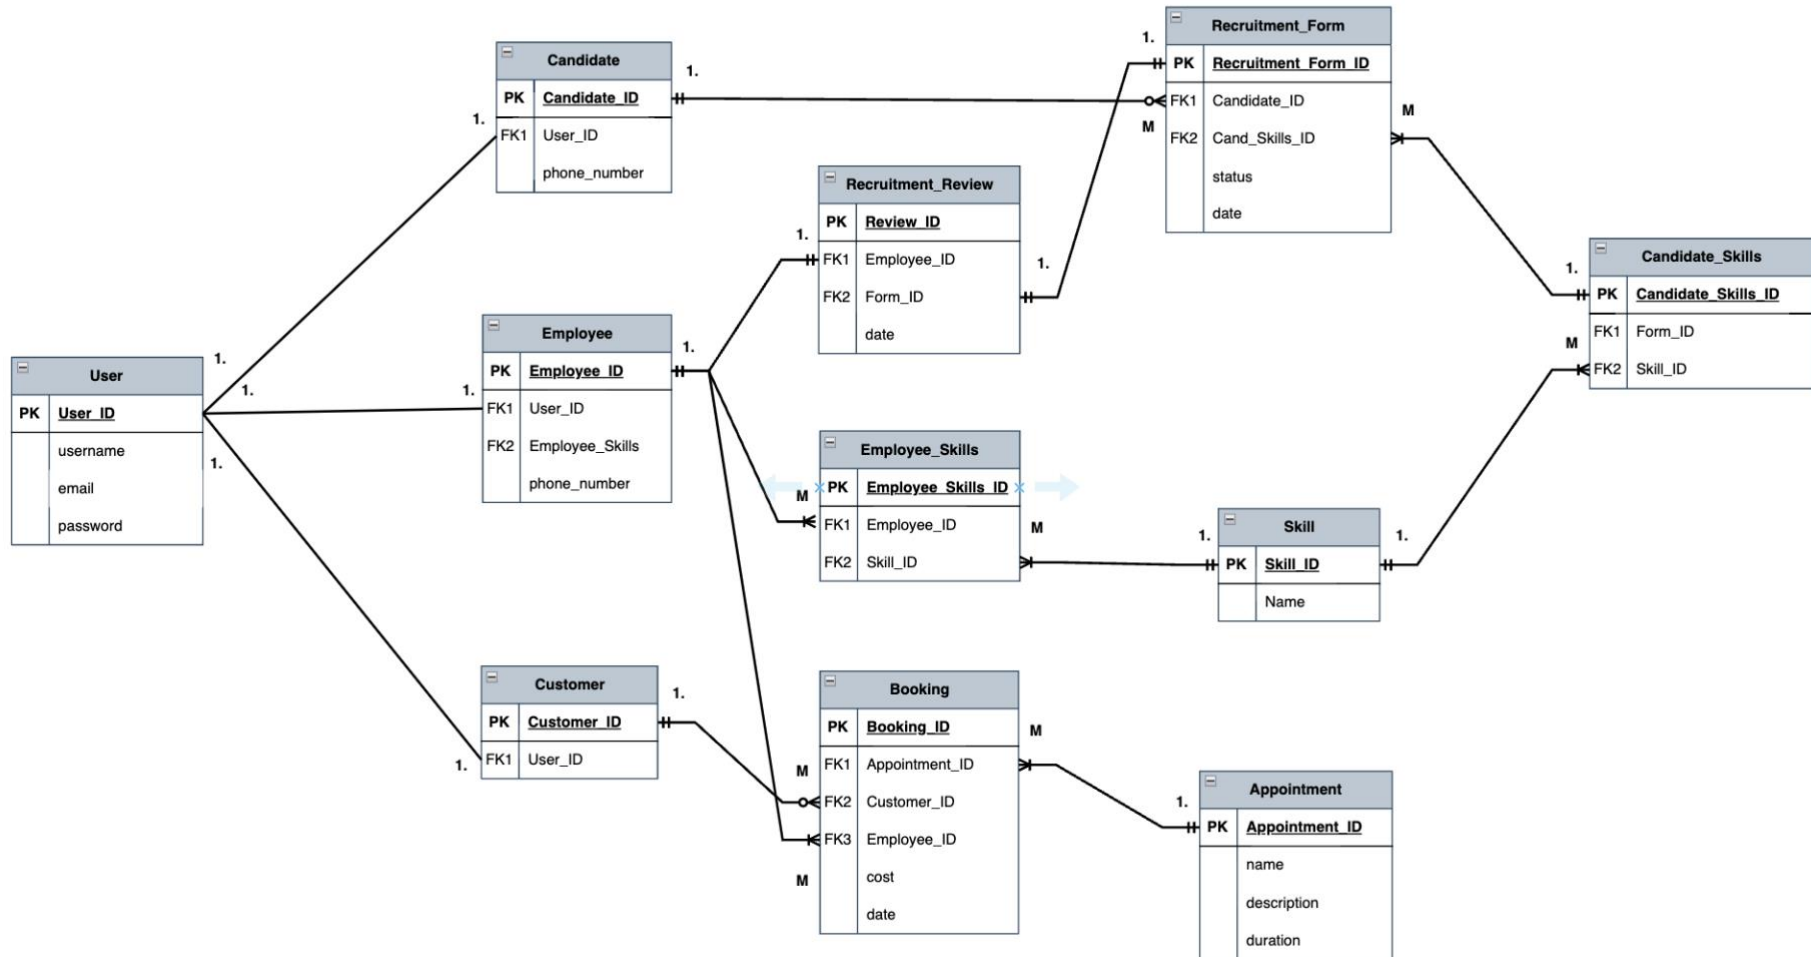 Recruitment_Form
1.
PK Recruitment_Form_ID
FK1 Candidate_ID
M
FK2 Cand_Skills_ID
M
status
date
Candidate
1.
PK Candidate_ID
1.
FK1 User_ID
phone_number
Recruitment_Review
PK Review_ID
1.
FK1 Employee_ID
1.
FK2 Form_ID
date
Candidate_Skills
1.
PK Candidate_Skills_ID
FK1 Form_ID
M
FK2 Skill_ID
Employee
1.
PK Employee_ID
1.
FK1 User_ID
FK2 Employee_Skills
phone_number
User
1.
1.
PK User_ID
username
1.
email
password
Employee_Skills
M
PK Employee_Skills_ID
FK1 Employee_ID
M
FK2 Skill_ID
Skill
1.
1.
PK Skill_ID
Name
Customer
1.
PK Customer_ID
1.
FK1 User_ID
Booking
PK Booking_ID
M
M
FK1 Appointment_ID
FK2 Customer_ID
FK3 Employee_ID
M
cost
date
Appointment
1.
PK Appointment_ID
name
description
duration